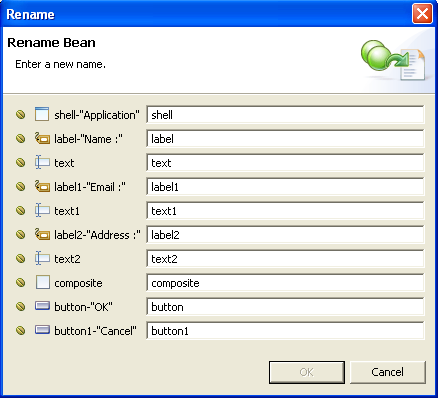 Rename
Rename Bean
Enter a new name.
shell-"Application" shell
label-"Name :" label
text text
label1-"Email :" label1
text1 text1
label2-"Address :" label2
text2 text2
composite composite
button-"OK" button
button1-"Cancel" button1
OK Cancel